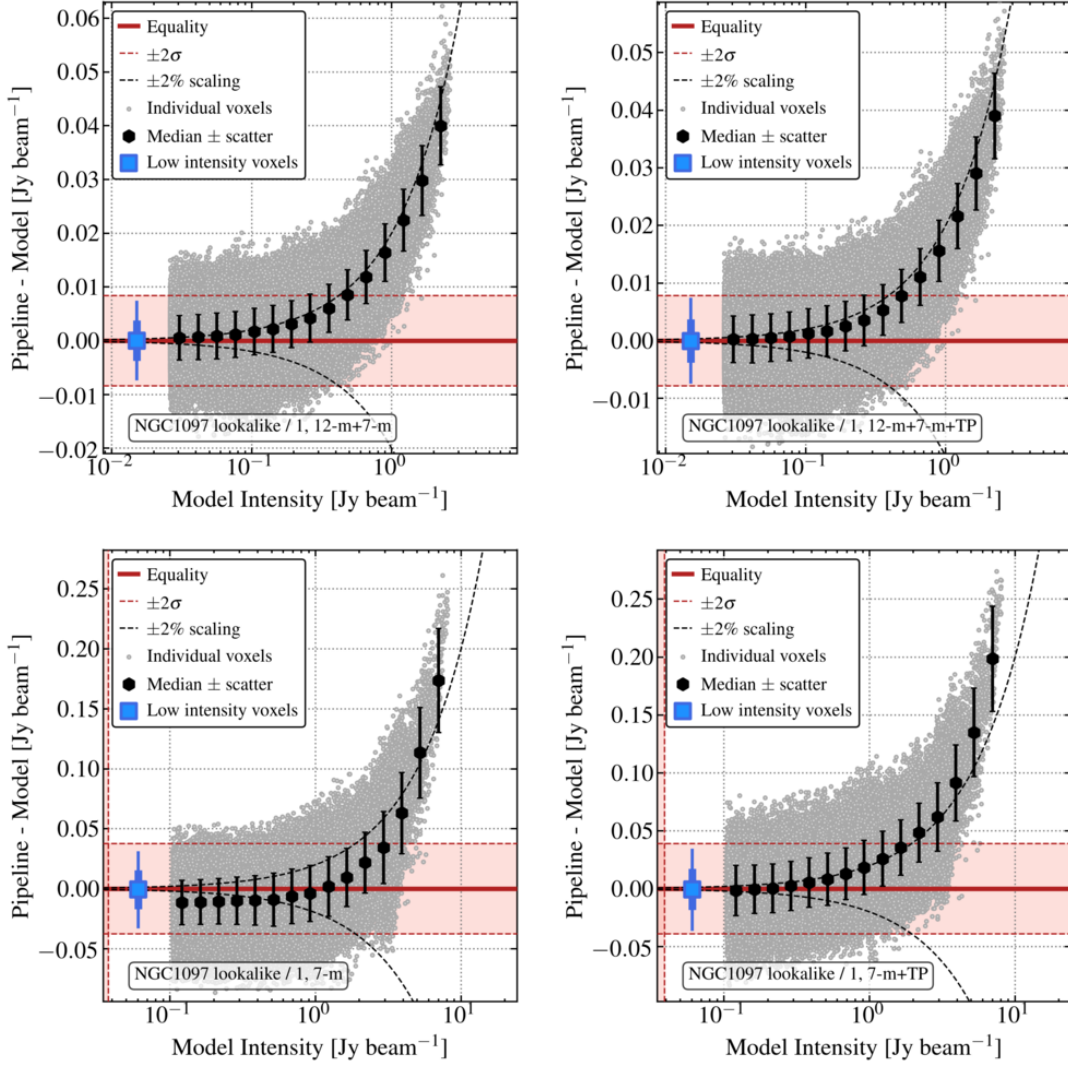 Pipeline - Model [Jy beam⁻¹]
0.06
0.05
0.04
0.03
0.02
0.01
0.00
−0.01
−0.02
Equality
±2σ
±2% scaling
Individual voxels
Median ± scatter
Low intensity voxels
NGC1097 lookalike / 1, 12-m+7-m
10⁻² 10⁻¹ 10⁰
Model Intensity [Jy beam⁻¹]
Pipeline - Model [Jy beam⁻¹]
0.05
0.04
0.03
0.02
0.01
0.00
−0.01
Equality
±2σ
±2% scaling
Individual voxels
Median ± scatter
Low intensity voxels
NGC1097 lookalike / 1, 12-m+7-m+TP
10⁻² 10⁻¹ 10⁰
Model Intensity [Jy beam⁻¹]
Pipeline - Model [Jy beam⁻¹]
0.25
0.20
0.15
0.10
0.05
0.00
−0.05
Equality
±2σ
±2% scaling
Individual voxels
Median ± scatter
Low intensity voxels
NGC1097 lookalike / 1, 7-m
10⁻¹ 10⁰ 10¹
Model Intensity [Jy beam⁻¹]
Pipeline - Model [Jy beam⁻¹]
0.25
0.20
0.15
0.10
0.05
0.00
−0.05
Equality
±2σ
±2% scaling
Individual voxels
Median ± scatter
Low intensity voxels
NGC1097 lookalike / 1, 7-m+TP
10⁻¹ 10⁰ 10¹
Model Intensity [Jy beam⁻¹]